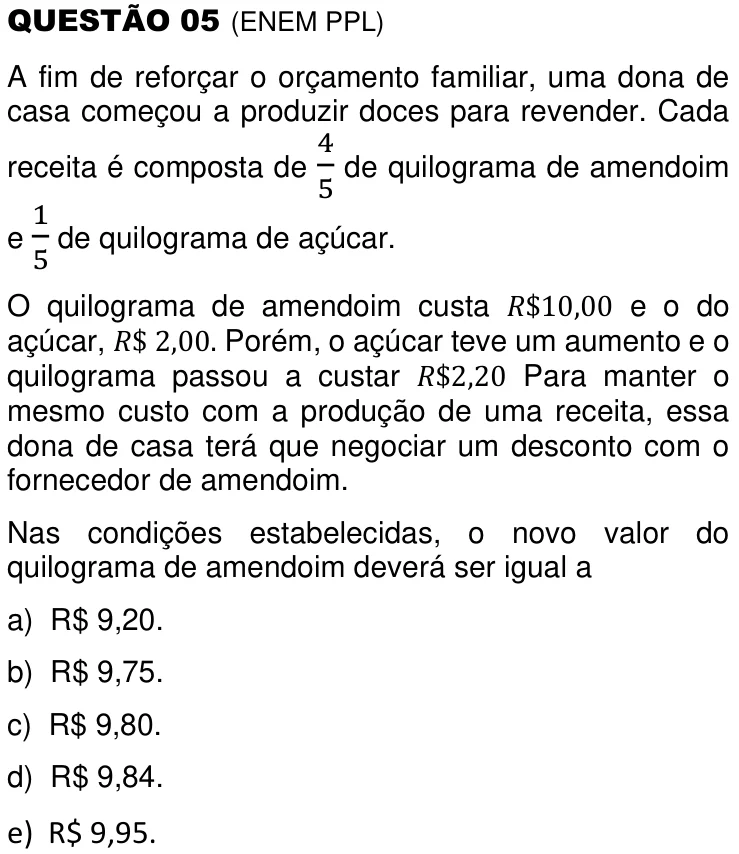 QUESTÃO 05 (ENEM PPL)
A fim de reforçar o orçamento familiar, uma dona de
casa começou a produzir doces para revender. Cada
receita é composta de 4/5 de quilograma de amendoim
e 1/5 de quilograma de açúcar.
O quilograma de amendoim custa R$10,00 e o do
açúcar, R$ 2,00. Porém, o açúcar teve um aumento e o
quilograma passou a custar R$2,20 Para manter o
mesmo custo com a produção de uma receita, essa
dona de casa terá que negociar um desconto com o
fornecedor de amendoim.
Nas condições estabelecidas, o novo valor do
quilograma de amendoim deverá ser igual a
a) R$ 9,20.
b) R$ 9,75.
c) R$ 9,80.
d) R$ 9,84.
e) R$ 9,95.